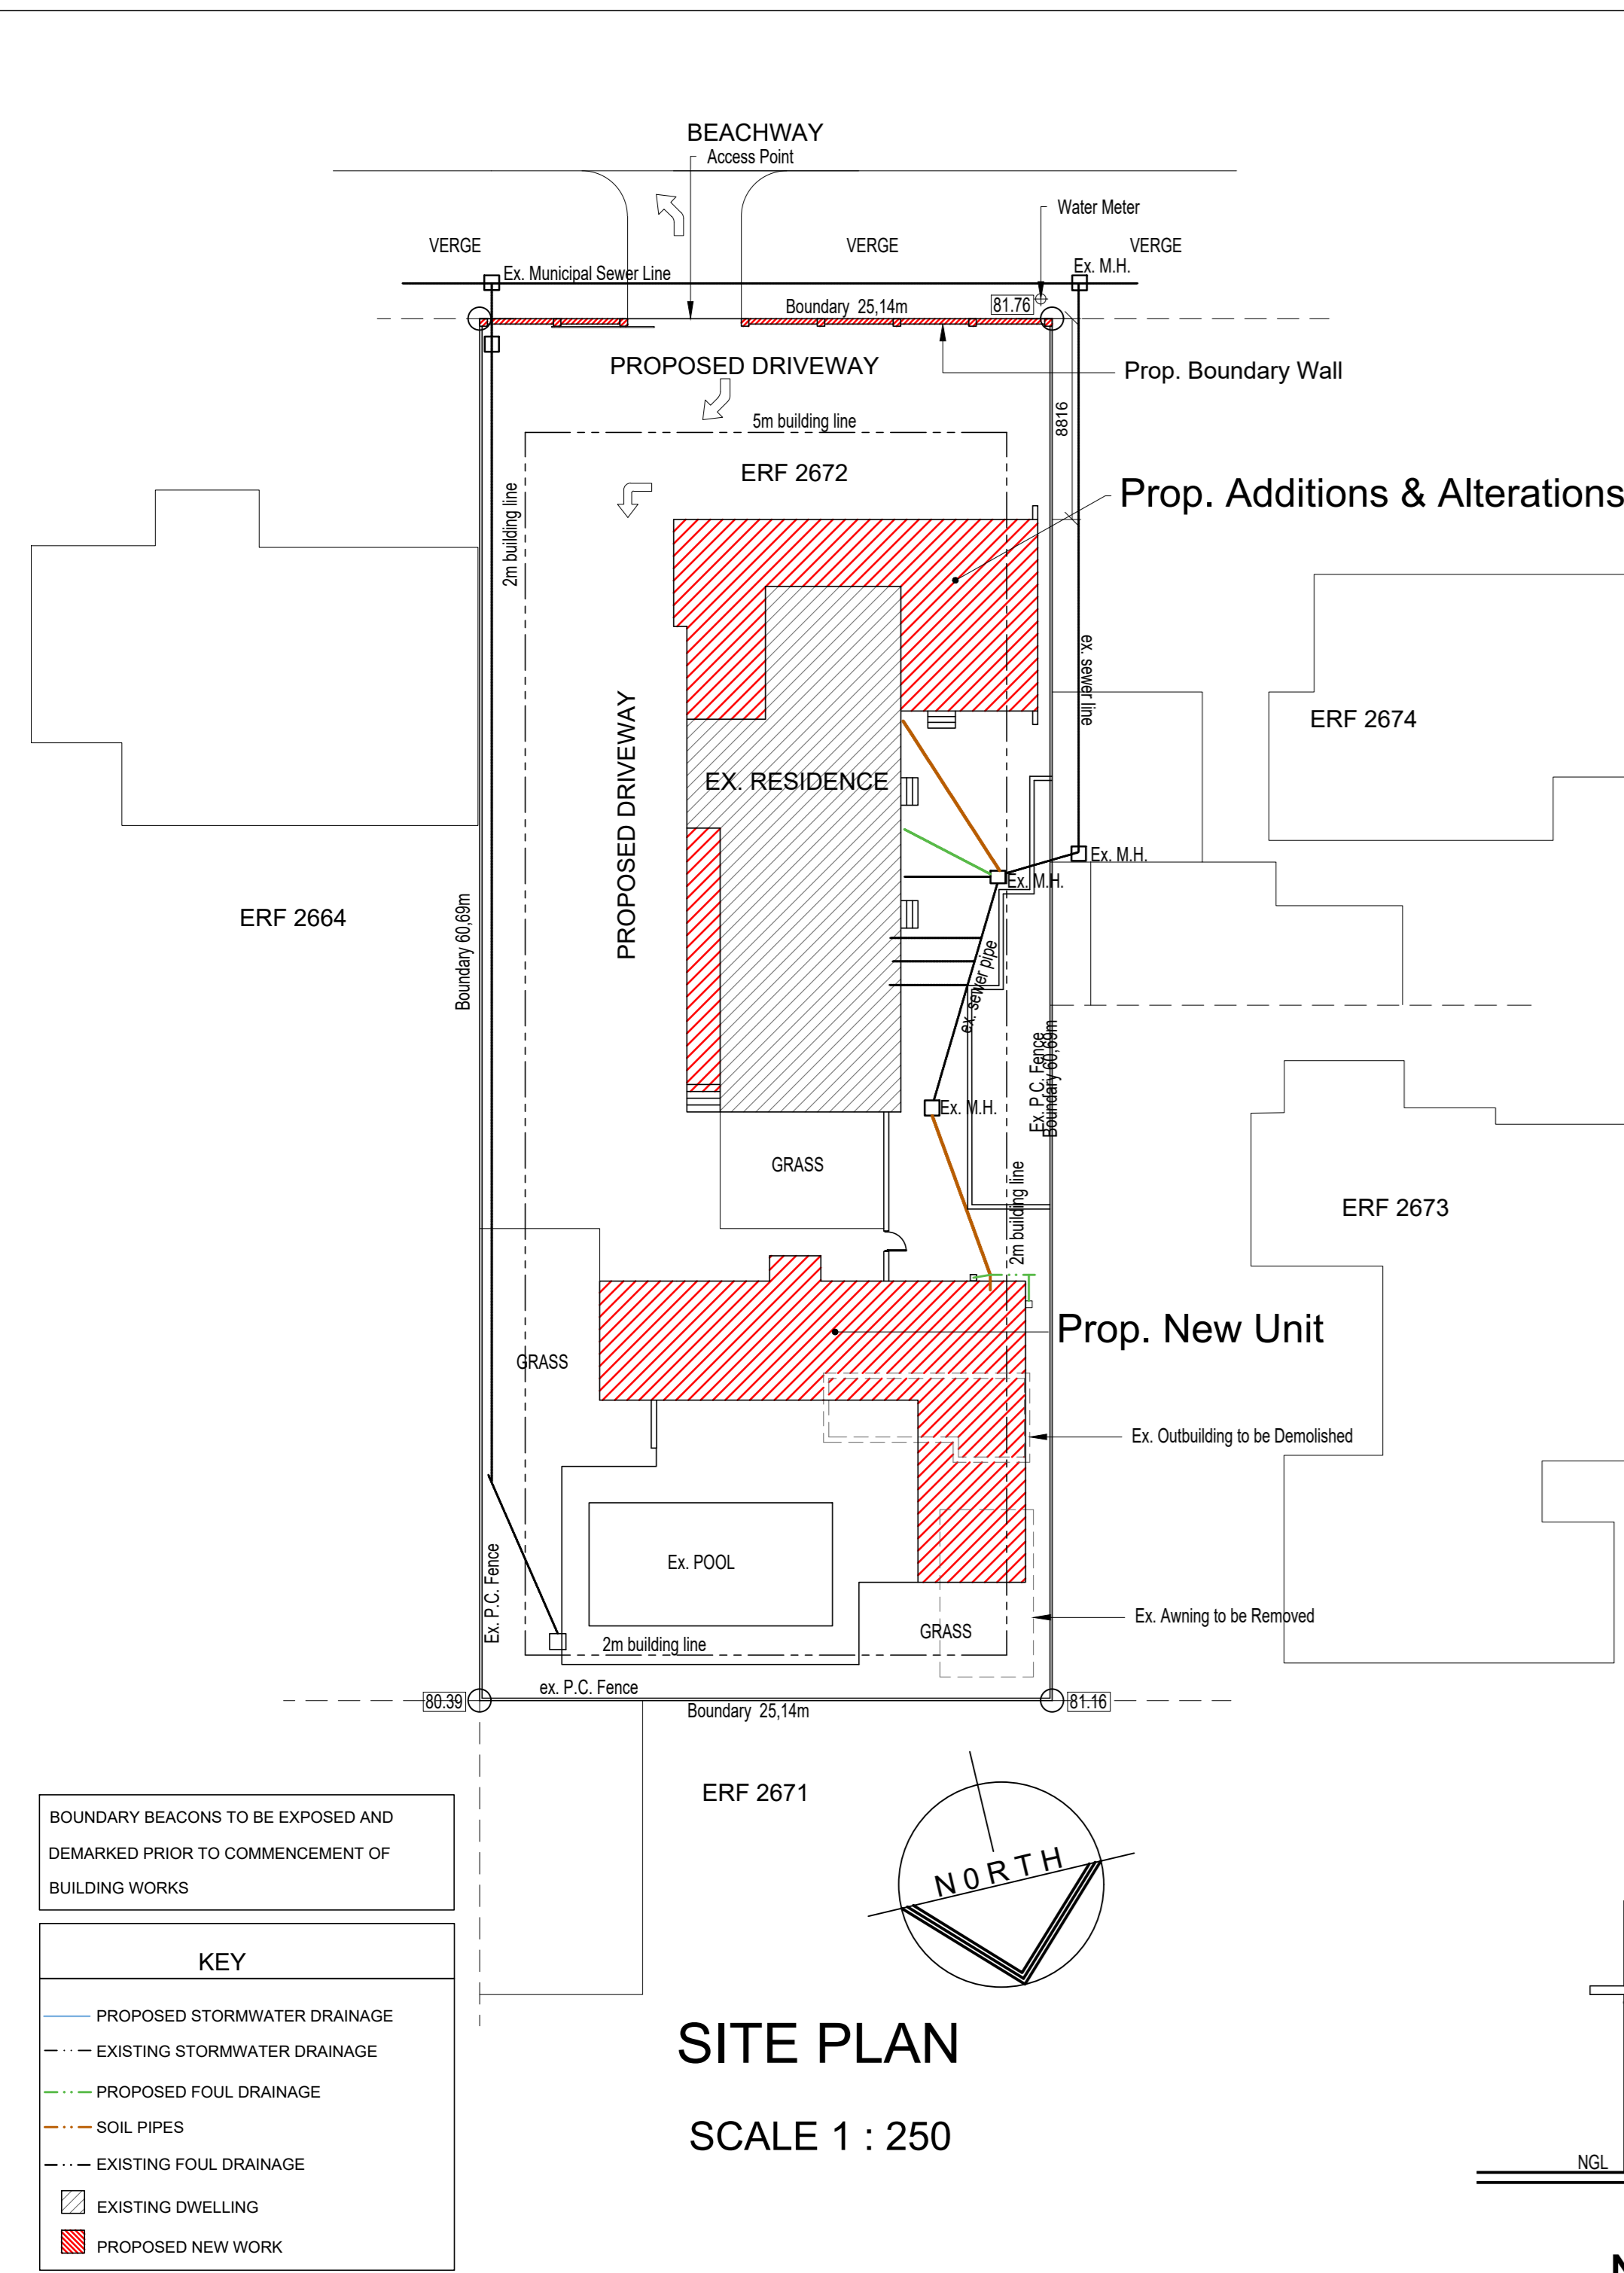 BEACHWAY
Access Point
Water Meter
VERGE
VERGE
VERGE
Ex. Municipal Sewer Line
Ex. M.H.
Boundary 25,14m
81.76
PROPOSED DRIVEWAY
Prop. Boundary Wall
5m building line
8816
ERF 2672
Prop. Additions & Alterations
2m building line
ex. sewer line
ERF 2674
PROPOSED DRIVEWAY
EX. RESIDENCE
Ex. M.H.
Ex. M.H.
ERF 2664
Boundary 60,69m
ex. sewer pipe
Ex. P.C. Fence
Boundary 60,69m
Ex. M.H.
GRASS
2m building line
ERF 2673
Prop. New Unit
GRASS
Ex. Outbuilding to be Demolished
Ex. POOL
Ex. P.C. Fence
Ex. Awning to be Removed
GRASS
2m building line
ex. P.C. Fence
80.39
81.16
Boundary 25,14m
ERF 2671
BOUNDARY BEACONS TO BE EXPOSED AND
DEMARKED PRIOR TO COMMENCEMENT OF
BUILDING WORKS
N0RTH
KEY
PROPOSED STORMWATER DRAINAGE
EXISTING STORMWATER DRAINAGE
PROPOSED FOUL DRAINAGE
SOIL PIPES
EXISTING FOUL DRAINAGE
EXISTING DWELLING
PROPOSED NEW WORK
SITE PLAN
SCALE 1 : 250
NGL